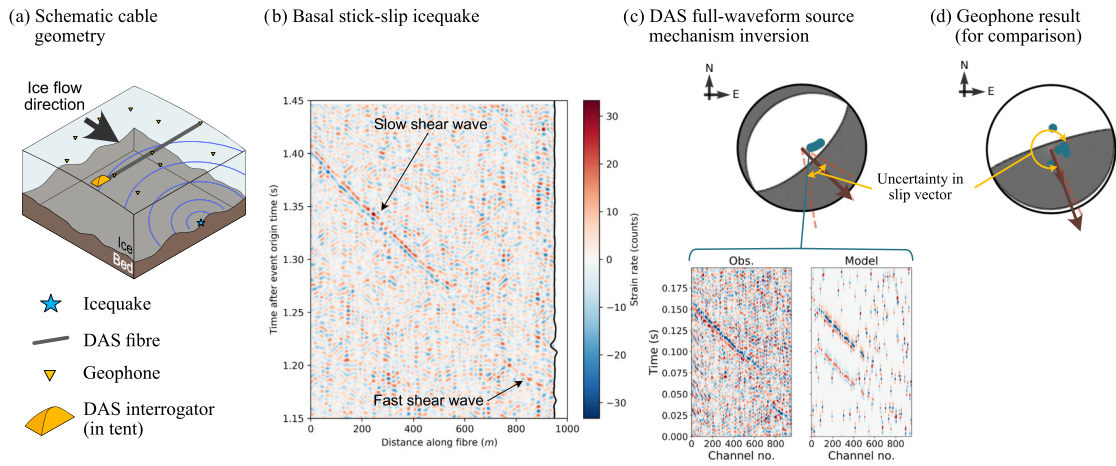 (a) Schematic cable
geometry
Ice flow
direction
Ice
Bed
Icequake
DAS fibre
Geophone
DAS interrogator
(in tent)
(b) Basal stick-slip icequake
Time after event origin time (s)
1.45
1.40
1.35
1.30
1.25
1.20
1.15
Slow shear wave
Fast shear wave
0 200 400 600 800 1000
Distance along fibre (m)
30
20
10
0
−10
−20
−30
Strain rate (counts)
(c) DAS full-waveform source
mechanism inversion
N
E
Uncertainty in
slip vector
Obs.
Model
Time (s)
0.175
0.150
0.125
0.100
0.075
0.050
0.025
0.000
0 200 400 600 800
Channel no.
0 200 400 600 800
Channel no.
(d) Geophone result
(for comparison)
N
E